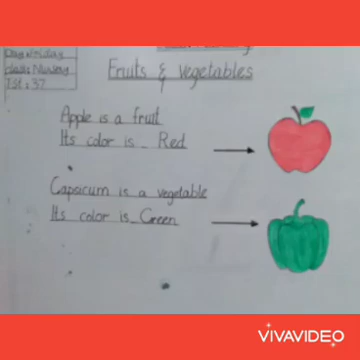 Fruits & vegetables
Apple is a fruit
Its color is Red
Capsicum is a vegetable
Its color is Green
VIVAVIDEO